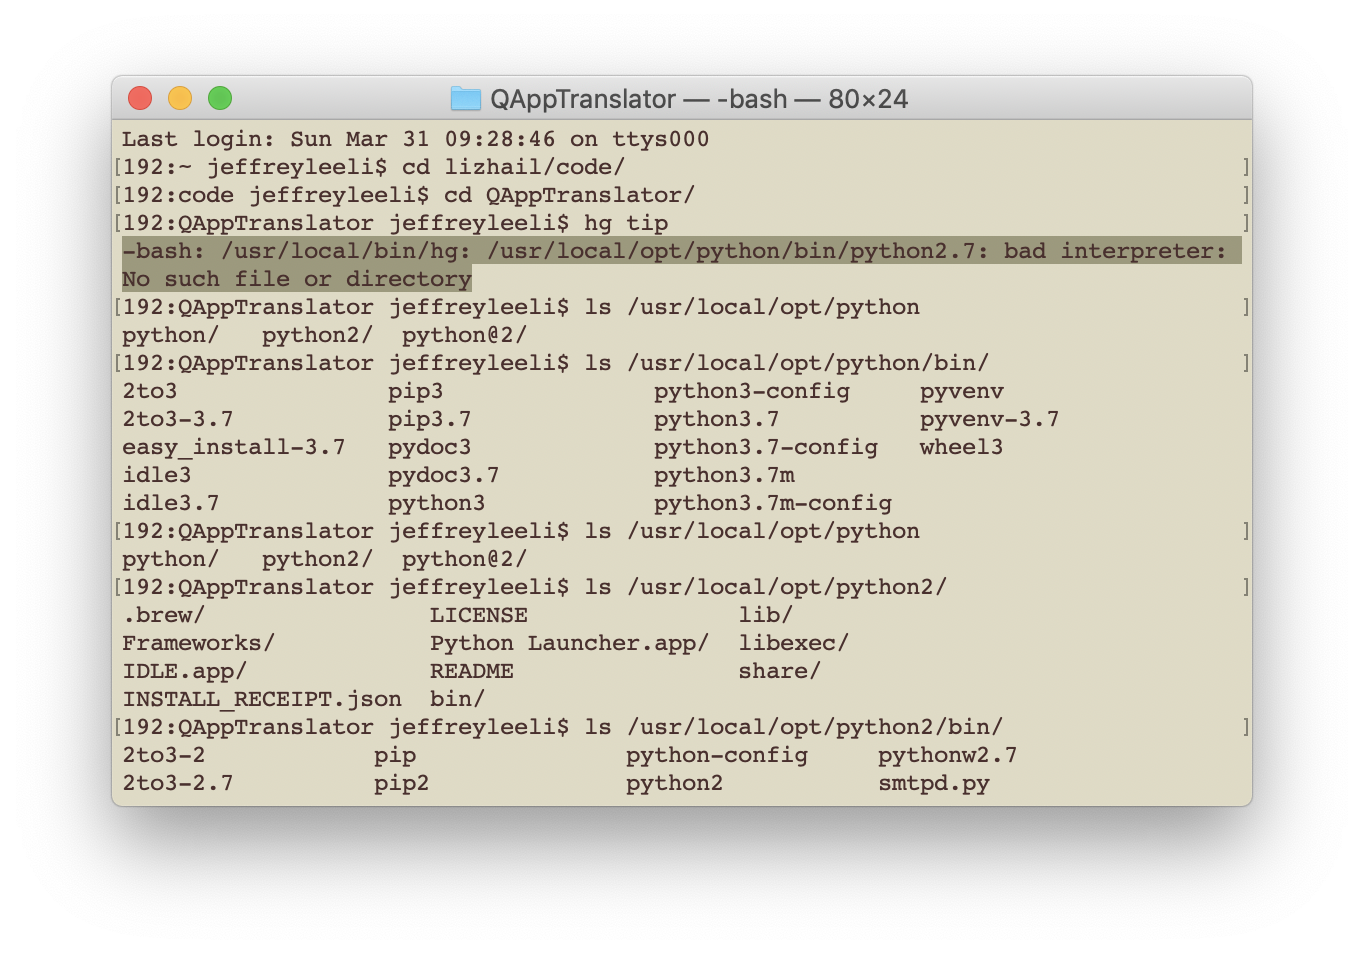 QAppTranslator — -bash — 80×24
Last login: Sun Mar 31 09:28:46 on ttys000
[192:~ jeffreyleeli$ cd lizhail/code/ ]
[192:code jeffreyleeli$ cd QAppTranslator/ ]
[192:QAppTranslator jeffreyleeli$ hg tip ]
-bash: /usr/local/bin/hg: /usr/local/opt/python/bin/python2.7: bad interpreter:
No such file or directory
[192:QAppTranslator jeffreyleeli$ ls /usr/local/opt/python ]
python/   python2/  python@2/
[192:QAppTranslator jeffreyleeli$ ls /usr/local/opt/python/bin/ ]
2to3               pip3               python3-config     pyvenv
2to3-3.7           pip3.7             python3.7          pyvenv-3.7
easy_install-3.7   pydoc3             python3.7-config   wheel3
idle3              pydoc3.7           python3.7m
idle3.7            python3            python3.7m-config
[192:QAppTranslator jeffreyleeli$ ls /usr/local/opt/python ]
python/   python2/  python@2/
[192:QAppTranslator jeffreyleeli$ ls /usr/local/opt/python2/ ]
.brew/                LICENSE               lib/
Frameworks/           Python Launcher.app/  libexec/
IDLE.app/             README                share/
INSTALL_RECEIPT.json  bin/
[192:QAppTranslator jeffreyleeli$ ls /usr/local/opt/python2/bin/ ]
2to3-2            pip               python-config     pythonw2.7
2to3-2.7          pip2              python2           smtpd.py